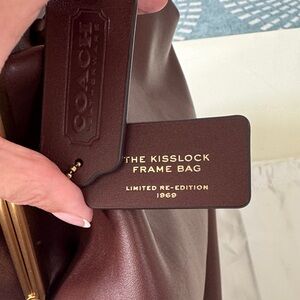 COACH
THE KISSLOCK
FRAME BAG
LIMITED RE-EDITION
1969